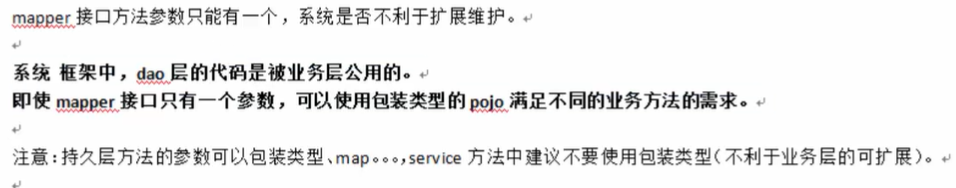 mapper 接口方法参数只能有一个，系统是否不利于扩展维护。
系统 框架中，dao 层的代码是被业务层公用的。
即使 mapper 接口只有一个参数，可以使用包装类型的 pojo 满足不同的业务方法的需求。
注意：持久层方法的参数可以包装类型、map。。。，service 方法中建议不要使用包装类型（不利于业务层的可扩展）。